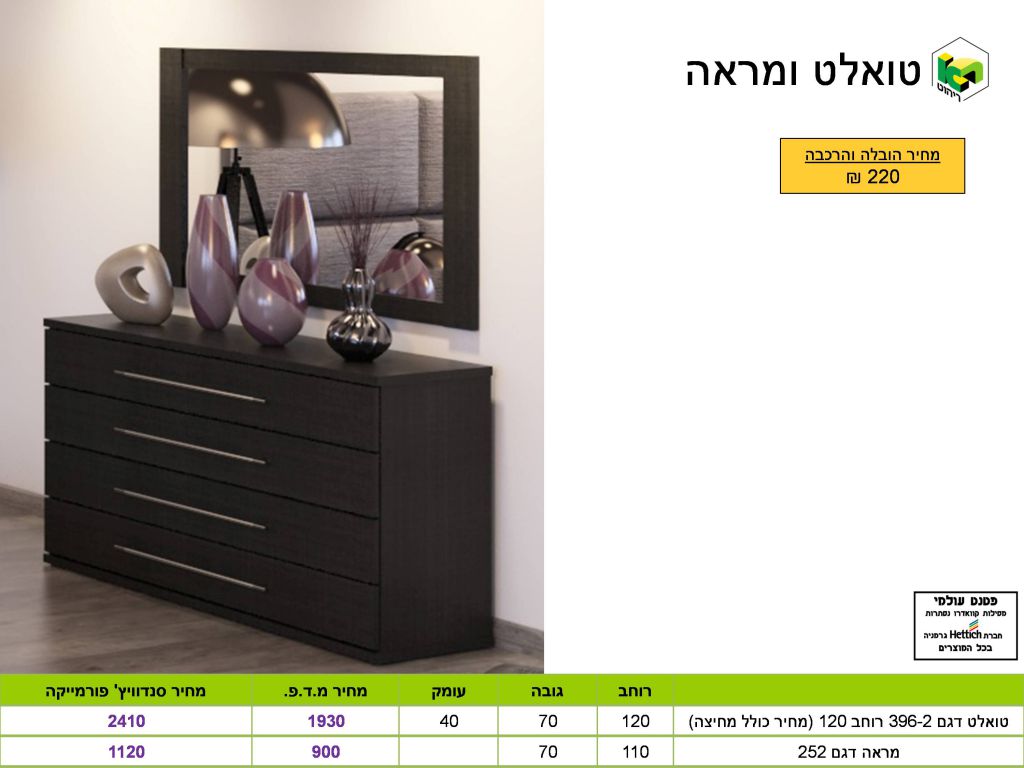 טואלט ומראה
ריהוט
מחיר הובלה והרכבה
220 ₪
פטנט עולמי
מסילות קוואדרו נסתרות
חברת Hettich גרמניה
בכל המוצרים
רוחב גובה עומק מחיר מ.ד.פ. מחיר סנדוויץ' פורמייקה
טואלט דגם 396-2 רוחב 120 (מחיר כולל מחיצה) 120 70 40 1930 2410
מראה דגם 252 110 70 900 1120